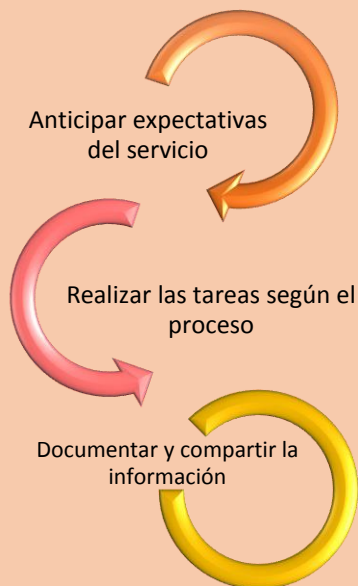 Anticipar expectativas
del servicio
Realizar las tareas según el
proceso
Documentar y compartir la
información